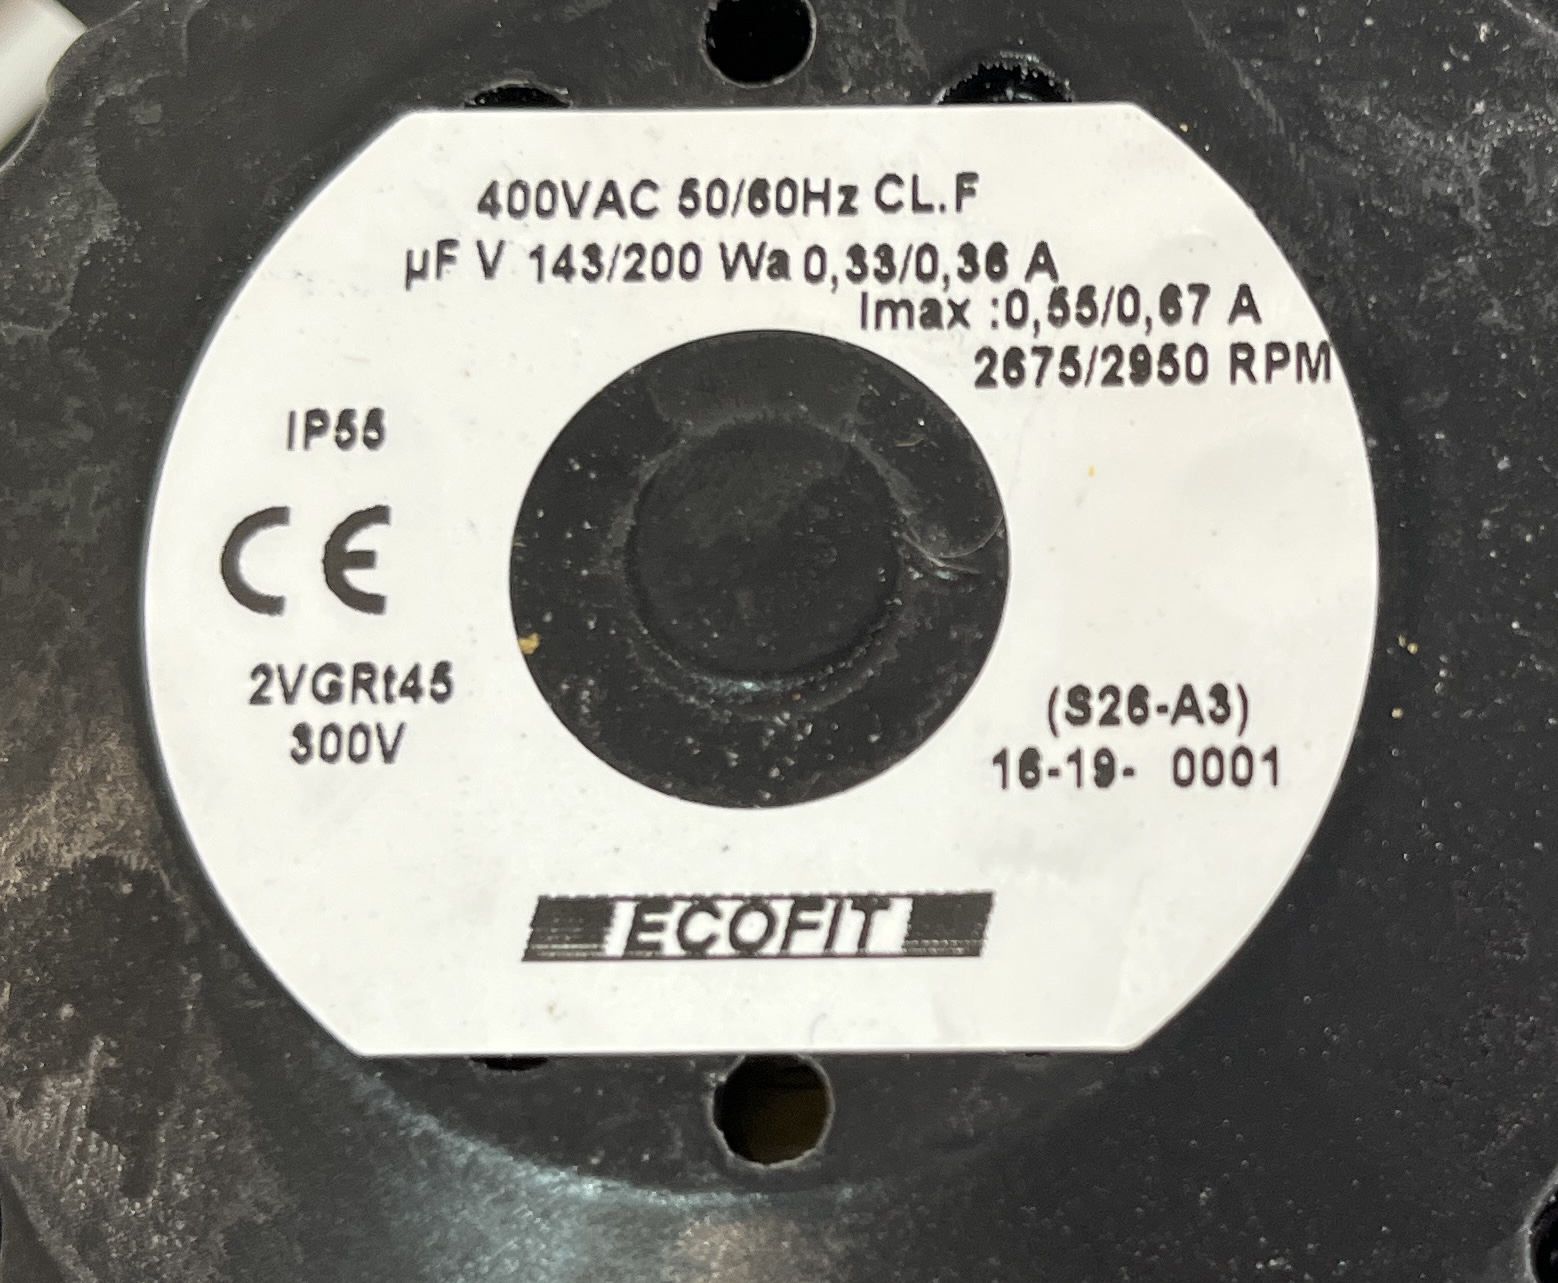 400VAC 50/60Hz CL.F
µF V 143/200 Wa 0,33/0,36 A
Imax :0,55/0,67 A
2675/2950 RPM
IP55
CE
2VGRt45
300V
(S26-A3)
16-19- 0001
ECOFIT